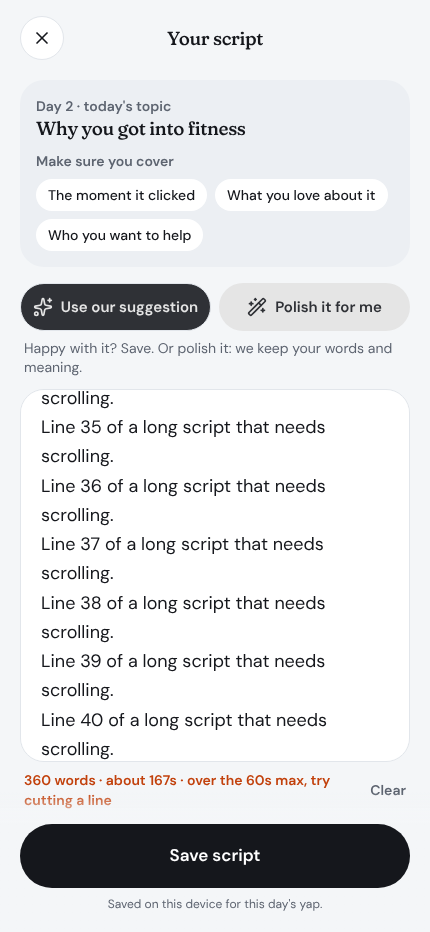 Your script
Day 2 · today's topic
Why you got into fitness
Make sure you cover
The moment it clicked
What you love about it
Who you want to help
Use our suggestion
Polish it for me
Happy with it? Save. Or polish it: we keep your words and
meaning.
scrolling.
Line 35 of a long script that needs
scrolling.
Line 36 of a long script that needs
scrolling.
Line 37 of a long script that needs
scrolling.
Line 38 of a long script that needs
scrolling.
Line 39 of a long script that needs
scrolling.
Line 40 of a long script that needs
scrolling.
360 words · about 167s · over the 60s max, try
cutting a line
Clear
Save script
Saved on this device for this day's yap.